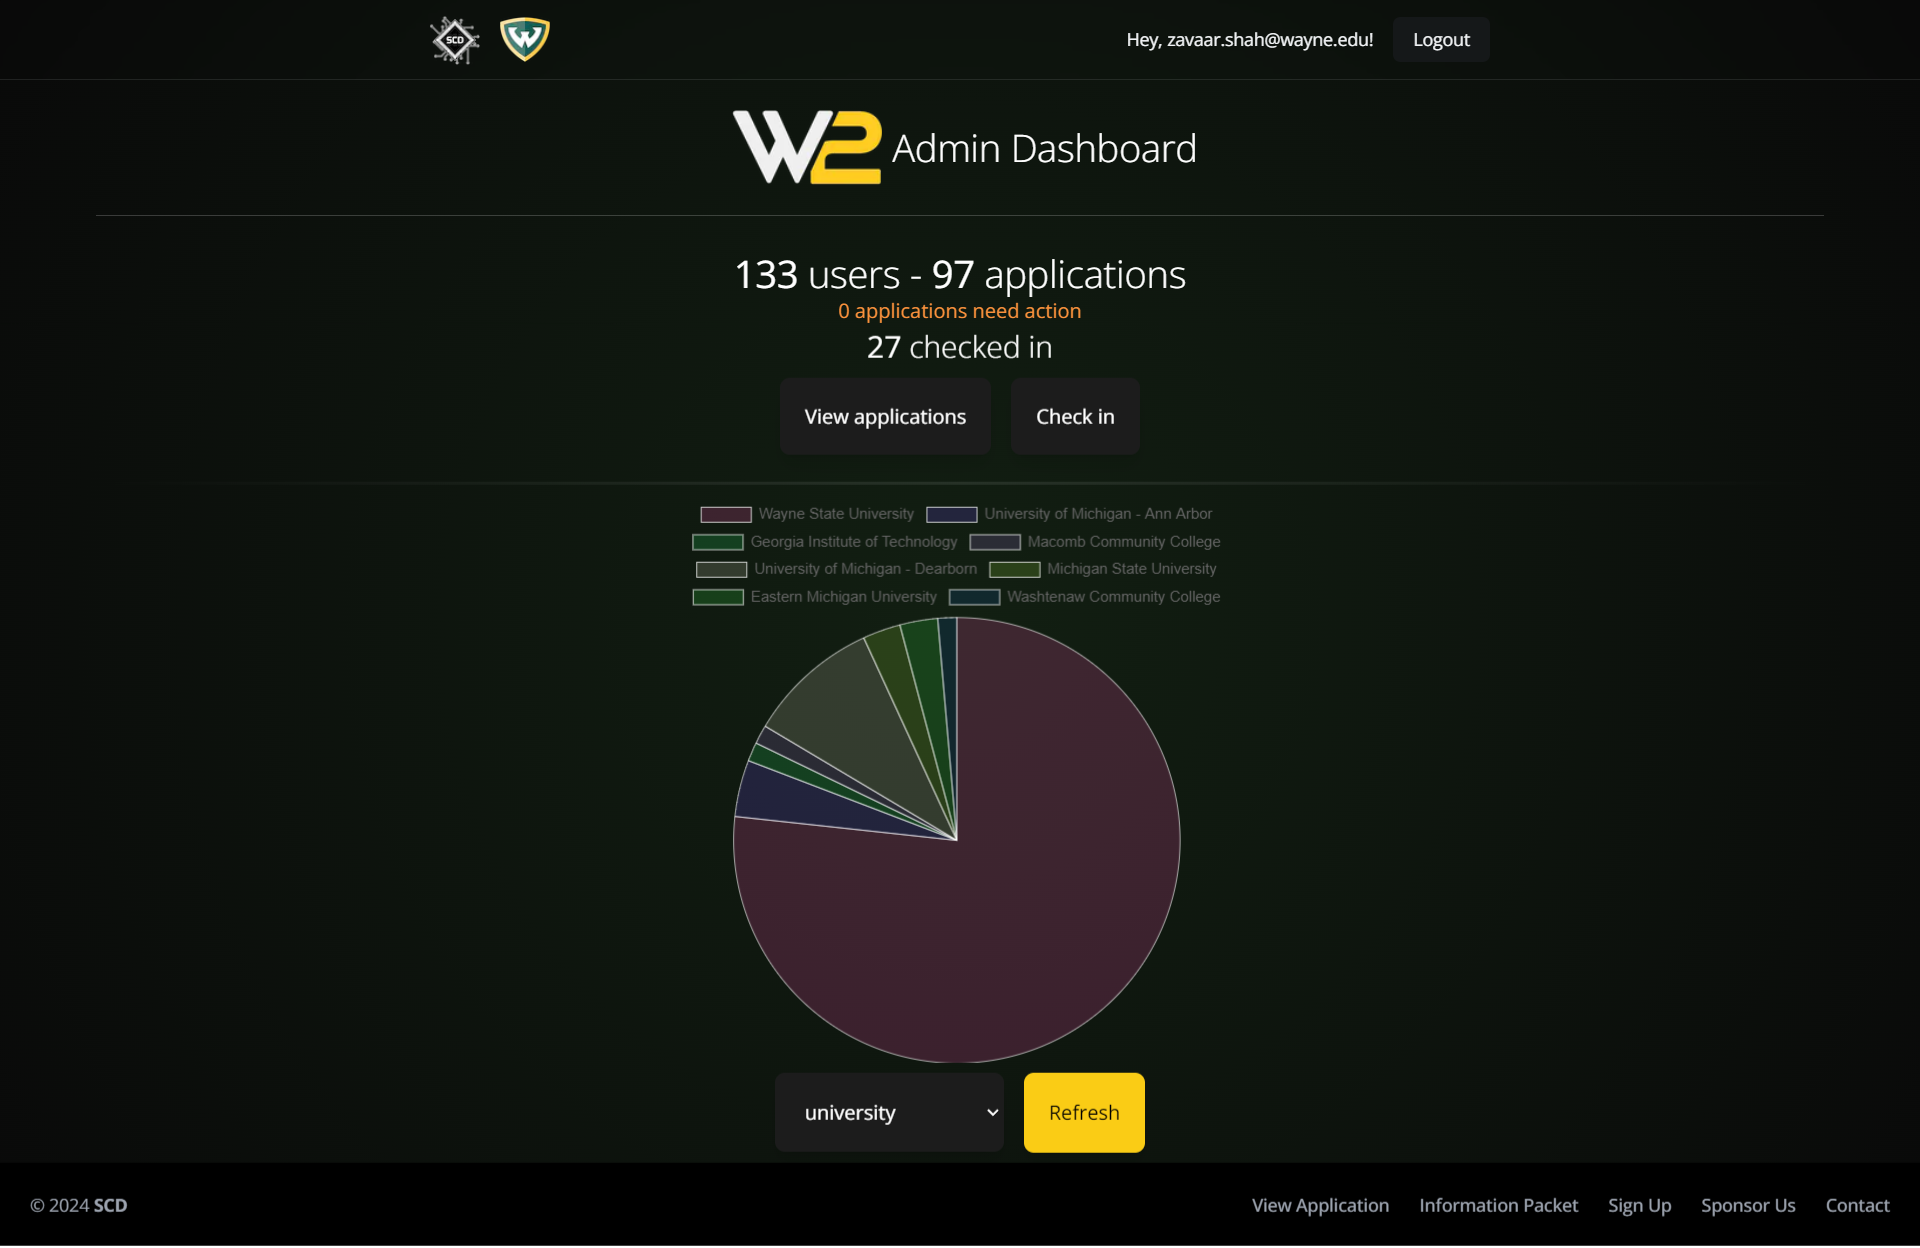 SCD
W
Hey, zavaar.shah@wayne.edu!
Logout
W2 Admin Dashboard
133 users - 97 applications
0 applications need action
27 checked in
View applications
Check in
Wayne State University
University of Michigan - Ann Arbor
Georgia Institute of Technology
Macomb Community College
University of Michigan - Dearborn
Michigan State University
Eastern Michigan University
Washtenaw Community College
university
Refresh
© 2024 SCD
View Application
Information Packet
Sign Up
Sponsor Us
Contact